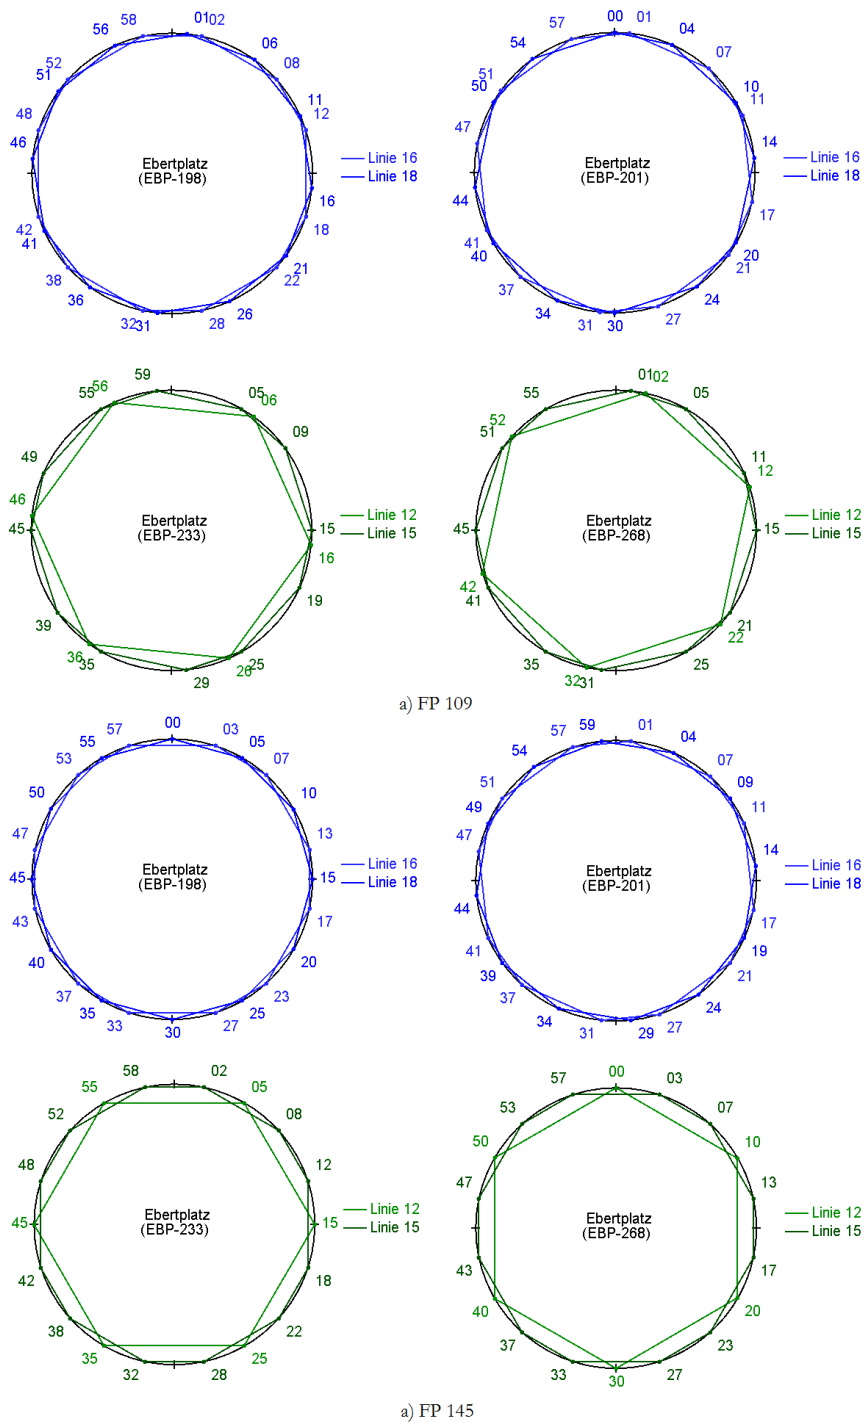 58 01 02
56 06
52 08
51
11
48 12
46
Ebertplatz
(EBP-198)
Linie 16
Linie 18
16
42 18
41
38 21
22
36 26
32 31 28
00 01
57 04
54 07
51
50 10
11
47 14
Ebertplatz
(EBP-201)
Linie 16
Linie 18
44 17
41
40 20
21
37 24
34 27
31 30
59 05
55 56 06
09
49
46
45 15
Ebertplatz
(EBP-233)
Linie 12
Linie 15
16
19
39
36 35 25
26
29
01 02
55 05
52
51 11
12
45 15
Ebertplatz
(EBP-268)
Linie 12
Linie 15
42
41 21
22
35 25
32 31
a) FP 109
00
57 03
55 05
53 07
50 10
47 13
45 15
Ebertplatz
(EBP-198)
Linie 16
Linie 18
43 17
40 20
37 23
35 25
33 27
30
59 01
57 04
54 07
51 09
49 11
47 14
Ebertplatz
(EBP-201)
Linie 16
Linie 18
44 17
41 19
39 21
37 24
34 27
31 29
58 02
55 05
52 08
48 12
Ebertplatz
(EBP-233)
Linie 12
Linie 15
45 15
42 18
38 22
35 25
32 28
00
57 03
53 07
50 10
47 13
Ebertplatz
(EBP-268)
Linie 12
Linie 15
43 17
40 20
37 23
33 27
30
a) FP 145